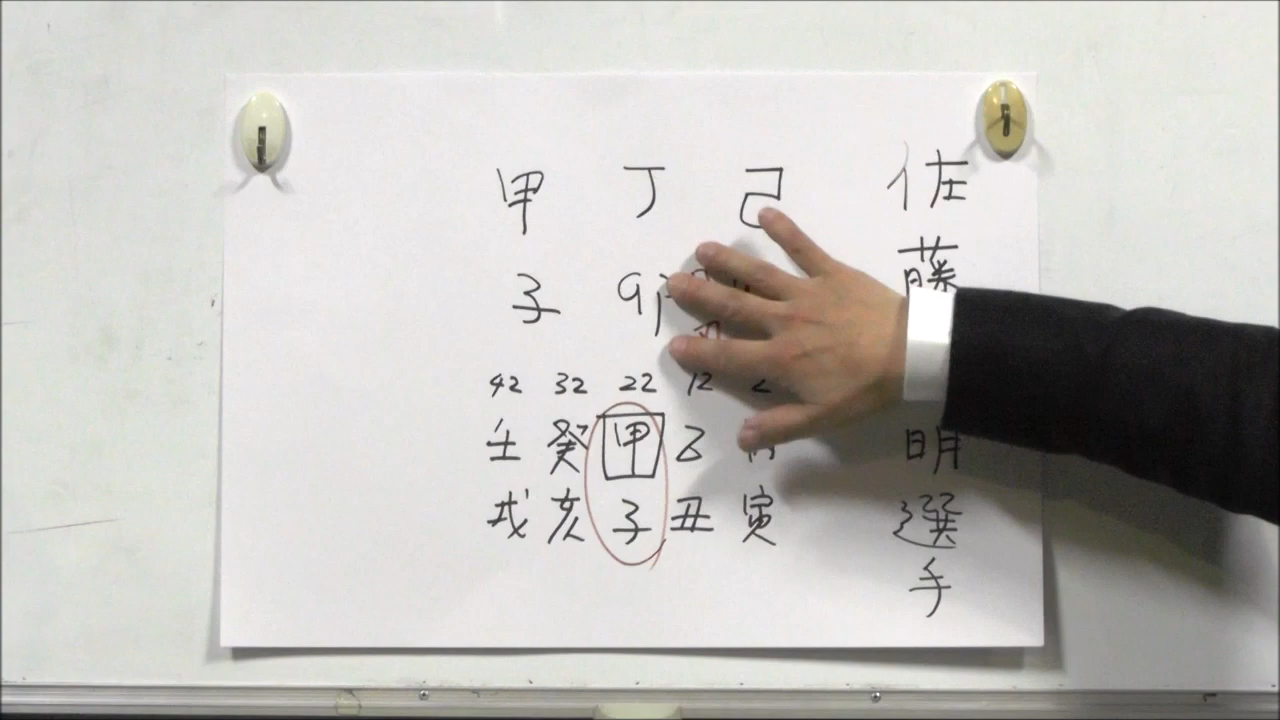 佐藤明選手
甲 丁 己
子 卯
42 32 22 12 2
壬 癸 甲 乙
戌 亥 子 丑 寅